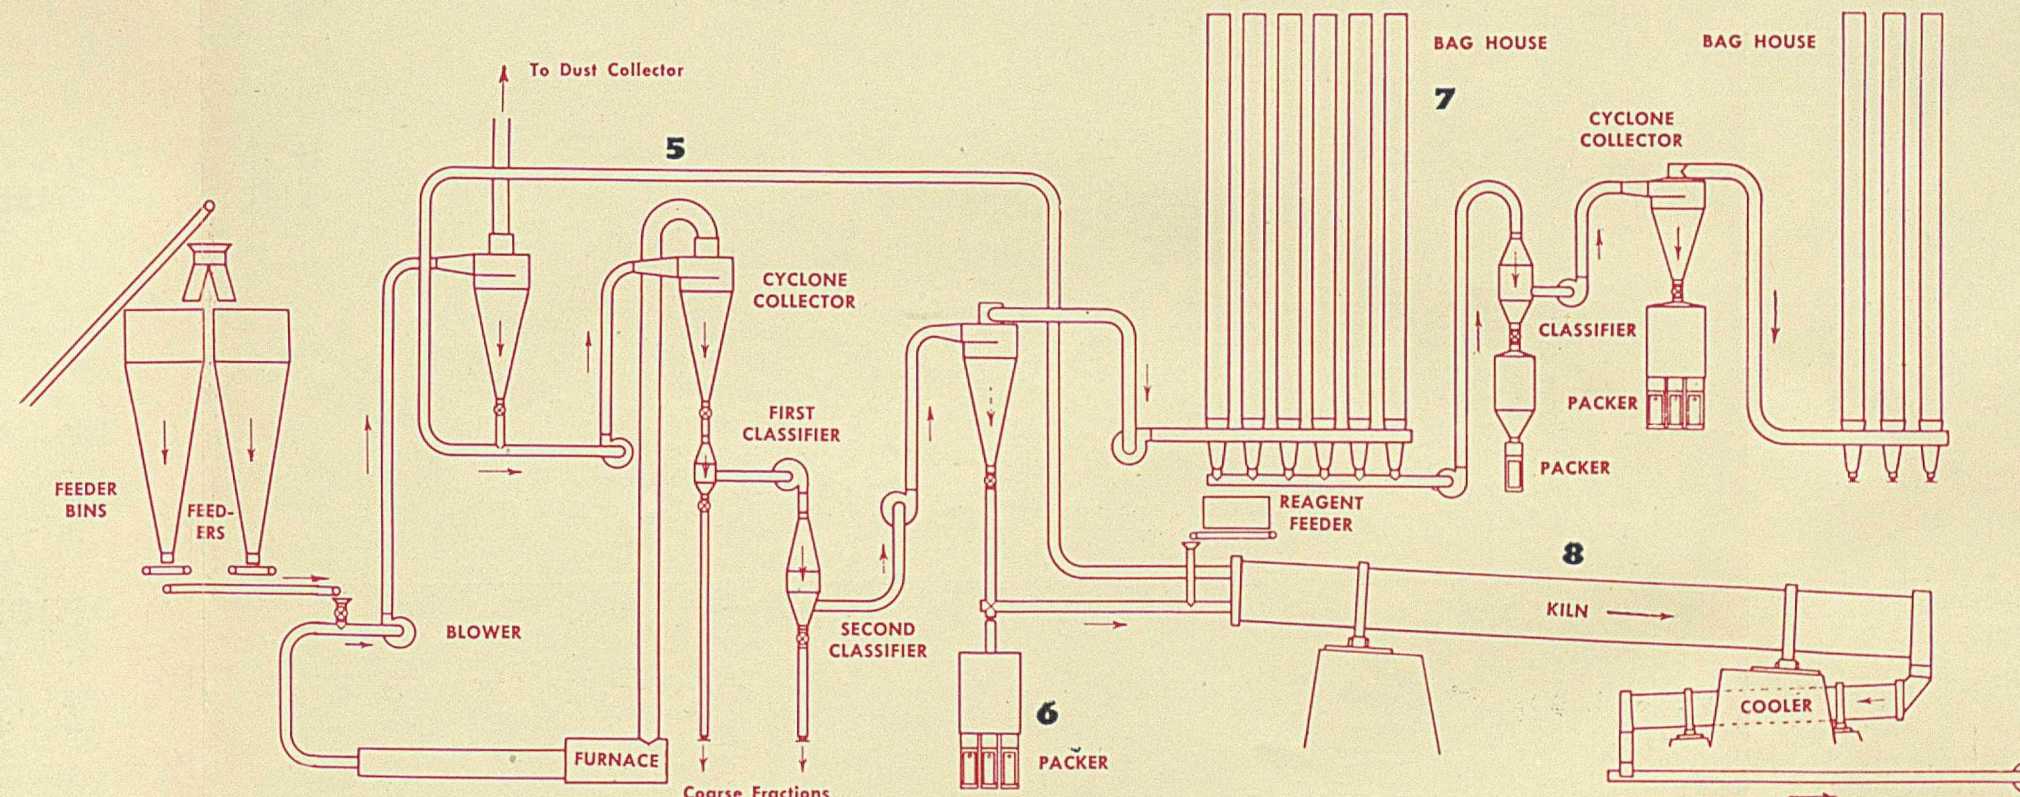 BAG HOUSE
BAG HOUSE
To Dust Collector
7
5
CYCLONE
COLLECTOR
CYCLONE
COLLECTOR
CLASSIFIER
FIRST
CLASSIFIER
PACKER
PACKER
FEEDER
BINS
FEED-
ERS
REAGENT
FEEDER
8
KILN
BLOWER
SECOND
CLASSIFIER
6
COOLER
FURNACE
PACKER
Coarse Fractions